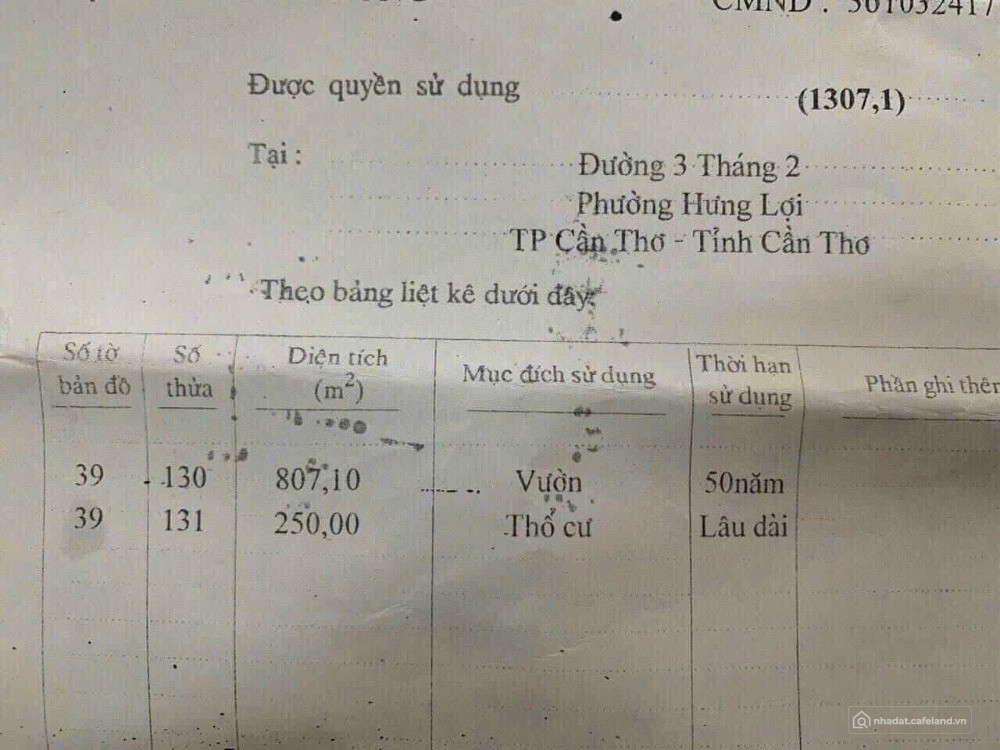 CMND : 361032417
Được quyền sử dụng (1307,1)
Tại : Đường 3 Tháng 2
Phường Hưng Lợi
TP Cần Thơ - Tỉnh Cần Thơ
Theo bảng liệt kê dưới đây:
Số tờ bản đồ Số thửa Diện tích (m²) Mục đích sử dụng Thời hạn sử dụng Phần ghi thên
39 130 807,10 Vườn 50năm
39 131 250,00 Thổ cư Lâu dài
nhadat.cafeland.vn